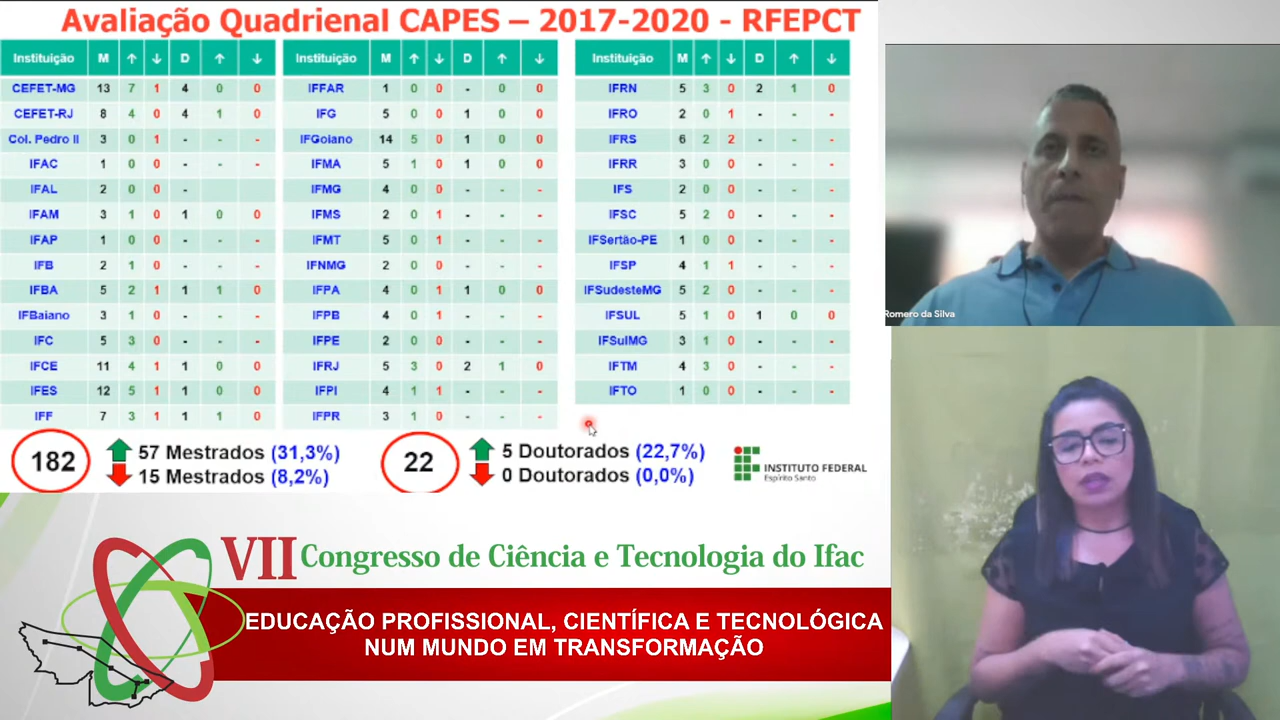 Avaliação Quadrienal CAPES – 2017-2020 - RFEPCT
Instituição M ↑ ↓ D ↑ ↓
CEFET-MG 13 7 1 4 0 0
CEFET-RJ 8 4 0 4 1 0
Col. Pedro II 3 0 1 - - -
IFAC 1 0 0 - - -
IFAL 2 0 0 -
IFAM 3 1 0 1 0 0
IFAP 1 0 0 - - -
IFB 2 1 0 - - -
IFBA 5 2 1 1 1 0
IFBaiano 3 1 0 - - -
IFC 5 3 0 - - -
IFCE 11 4 1 1 0 0
IFES 12 5 1 1 0 0
IFF 7 3 1 1 1 0
Instituição M ↑ ↓ D ↑ ↓
IFFAR 1 0 0 - 0 0
IFG 5 0 0 1 0 0
IFGoiano 14 5 0 1 0 0
IFMA 5 1 0 1 0 0
IFMG 4 0 0 - - -
IFMS 2 0 1 - - -
IFMT 5 0 1 - - -
IFNMG 2 0 0 - - -
IFPA 4 0 1 1 0 0
IFPB 4 0 1 - - -
IFPE 2 0 0 - - -
IFRJ 5 3 0 2 1 0
IFPI 4 1 1 - - -
IFPR 3 1 0 - - -
Instituição M ↑ ↓ D ↑ ↓
IFRN 5 3 0 2 1 0
IFRO 2 0 1 - - -
IFRS 6 2 2 - - -
IFRR 3 0 0 - - -
IFS 2 0 0 - - -
IFSC 5 2 0 - - -
IFSertão-PE 1 0 0 - - -
IFSP 4 1 1 - - -
IFSudesteMG 5 2 0 - - -
IFSUL 5 1 0 1 0 0
IFSulMG 3 1 0 - - -
IFTM 4 3 0 - - -
IFTO 1 0 0 - - -
182
57 Mestrados (31,3%)
15 Mestrados (8,2%)
22
5 Doutorados (22,7%)
0 Doutorados (0,0%)
INSTITUTO FEDERAL
Espírito Santo
Romero da Silva
VII Congresso de Ciência e Tecnologia do Ifac
EDUCAÇÃO PROFISSIONAL, CIENTÍFICA E TECNOLÓGICA
NUM MUNDO EM TRANSFORMAÇÃO